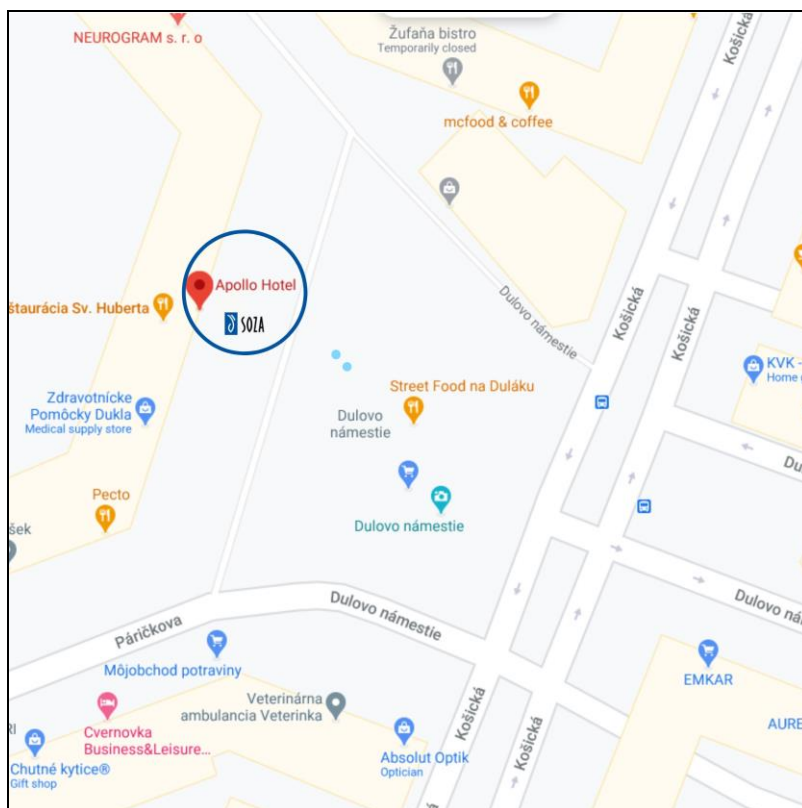 NEUROGRAM s. r. o
Žufaňa bistro
Temporarily closed
mcfood & coffee
Košická
Košická
Apollo Hotel
štaurácia Sv. Huberta
SOZA
Dulovo námestie
Košická
Košická
KVK -
Home
Zdravotnícke
Pomôcky Dukla
Medical supply store
Street Food na Duláku
Dulovo
námestie
Du
Pecto
šek
Dulovo námestie
Dulovo námestie
Dulovo ná
Páričkova
Môjobchod potraviny
EMKAR
Veterinárna
ambulancia Veterinka
Košická
Košická
AURE
RI
Cvernovka
Business&Leisure...
Absolut Optik
Optician
Chutné kytice®
Gift shop